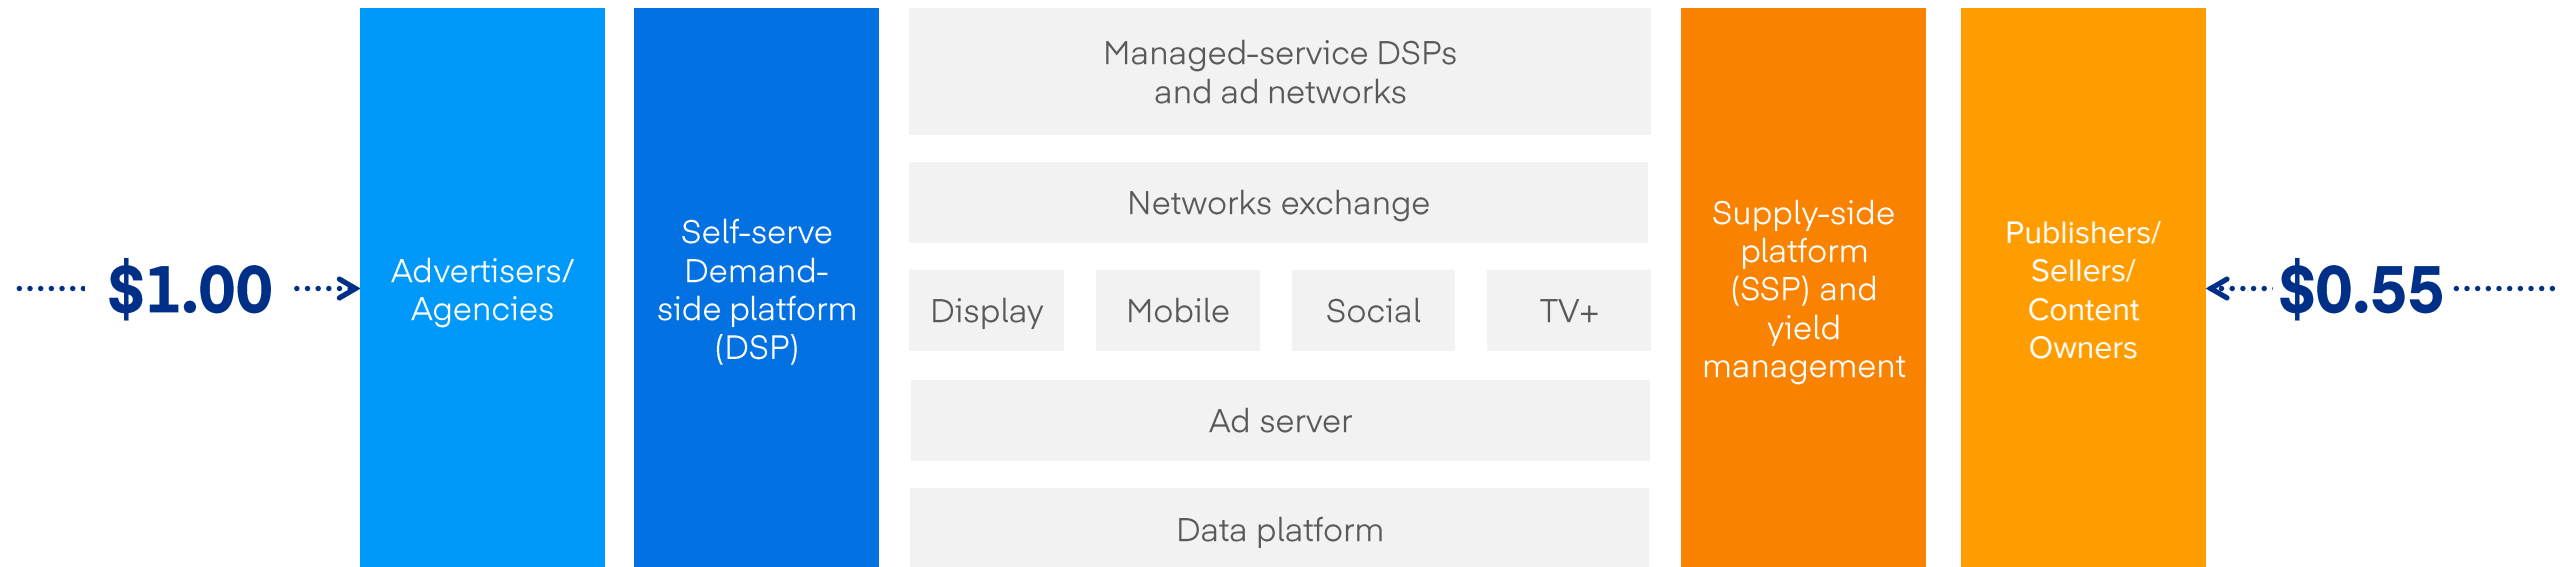 $1.00
Advertisers/
Agencies
Self-serve
Demand-
side platform
(DSP)
Managed-service DSPs
and ad networks
Networks exchange
Display
Mobile
Social
TV+
Ad server
Data platform
Supply-side
platform
(SSP) and
yield
management
Publishers/
Sellers/
Content
Owners
$0.55